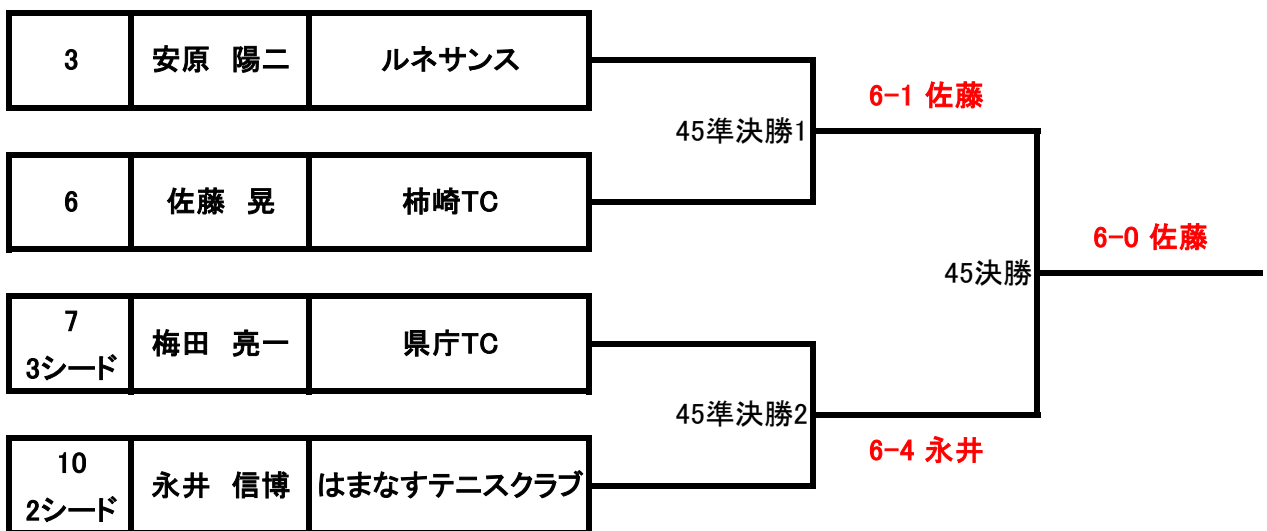 3 安原 陽二 ルネサンス
6-1 佐藤
45準決勝1
6 佐藤 晃 柿崎TC
6-0 佐藤
45決勝
7
3シード 梅田 亮一 県庁TC
45準決勝2
6-4 永井
10
2シード 永井 信博 はまなすテニスクラブ